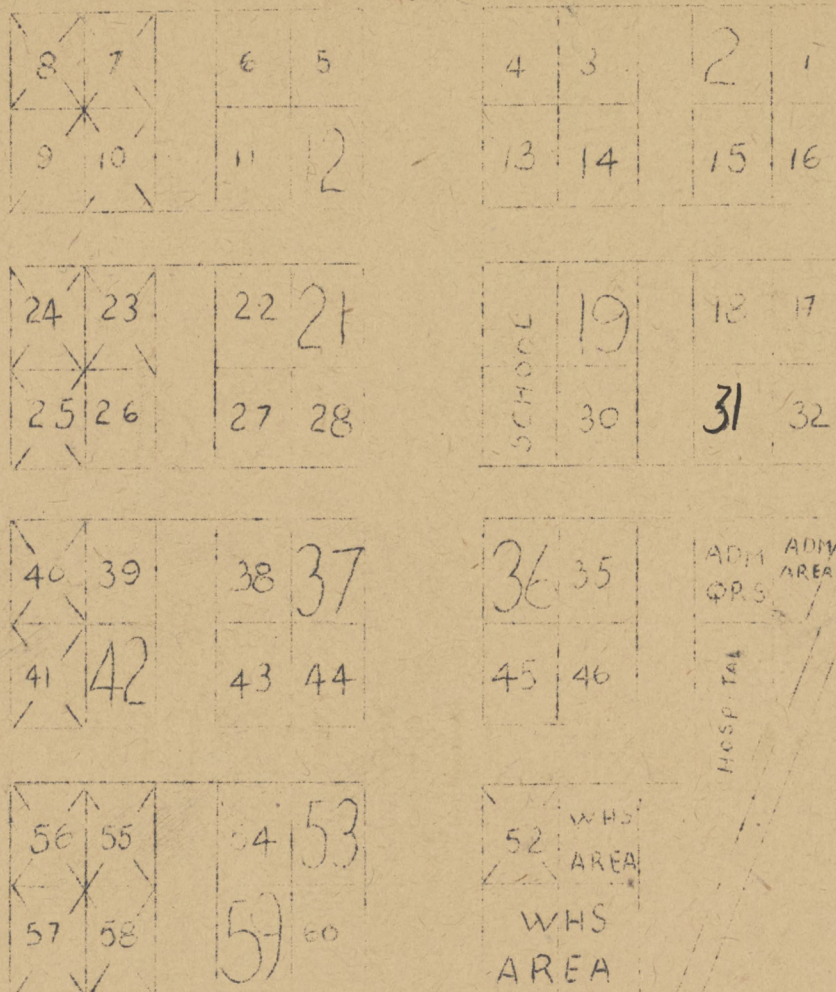 8 7 6 5 4 3 2 1
9 10 11 12 13 14 15 16
24 23 22 21 SCHOOL 19 18 17
25 26 27 28 30 31 32
40 39 38 37 36 35 ADM QRS ADM AREA
41 42 43 44 45 46 HOSPITAL
56 55 54 53 52 WHS AREA
57 58 59 60 WHS
AREA